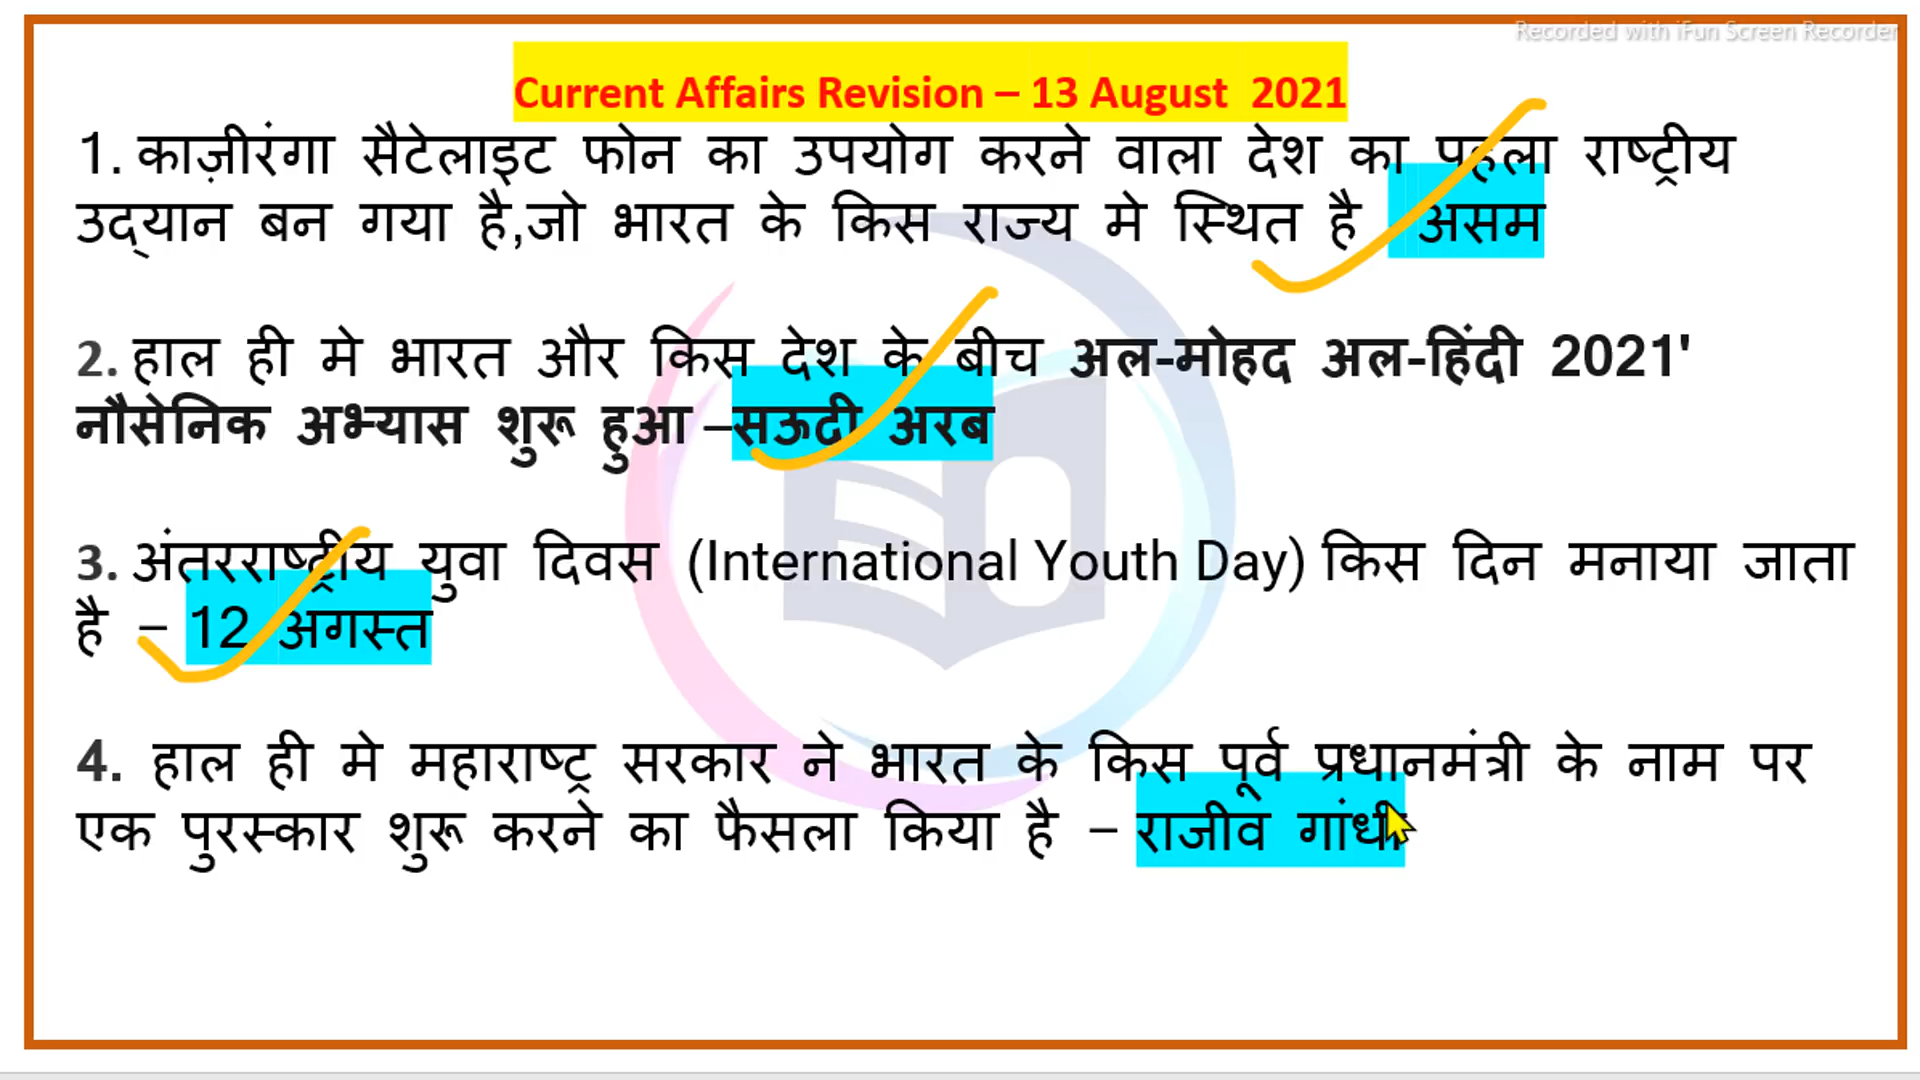 Recorded with iFun Screen Recorder
Current Affairs Revision – 13 August 2021
1. काज़ीरंगा सैटेलाइट फोन का उपयोग करने वाला देश का पहला राष्ट्रीय
उद्यान बन गया है,जो भारत के किस राज्य मे स्थित है असम
2. हाल ही मे भारत और किस देश के बीच अल-मोहद अल-हिंदी 2021'
नौसेनिक अभ्यास शुरू हुआ –सऊदी अरब
3. अंतरराष्ट्रीय युवा दिवस (International Youth Day) किस दिन मनाया जाता
है – 12 अगस्त
4. हाल ही मे महाराष्ट्र सरकार ने भारत के किस पूर्व प्रधानमंत्री के नाम पर
एक पुरस्कार शुरू करने का फैसला किया है – राजीव गांधी